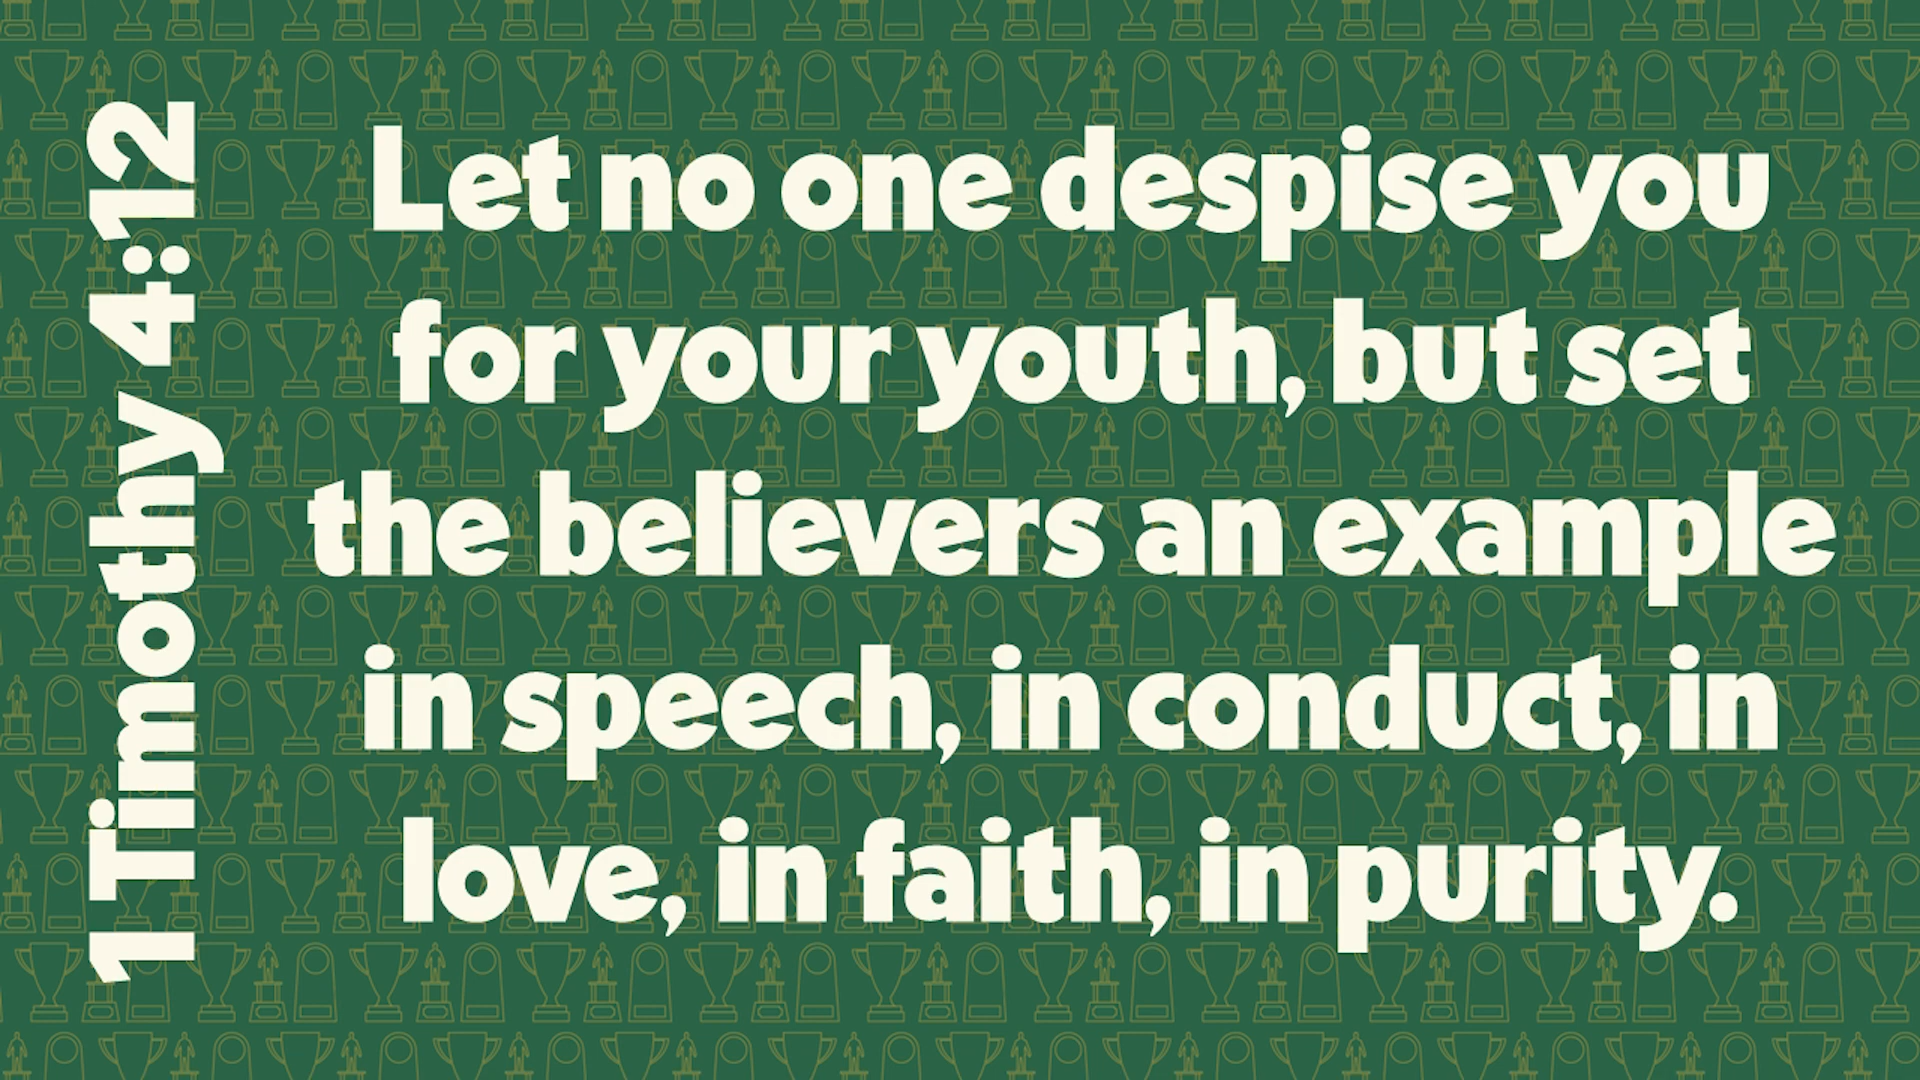 1 Timothy 4:12
Let no one despise you
for your youth, but set
the believers an example
in speech, in conduct, in
love, in faith, in purity.